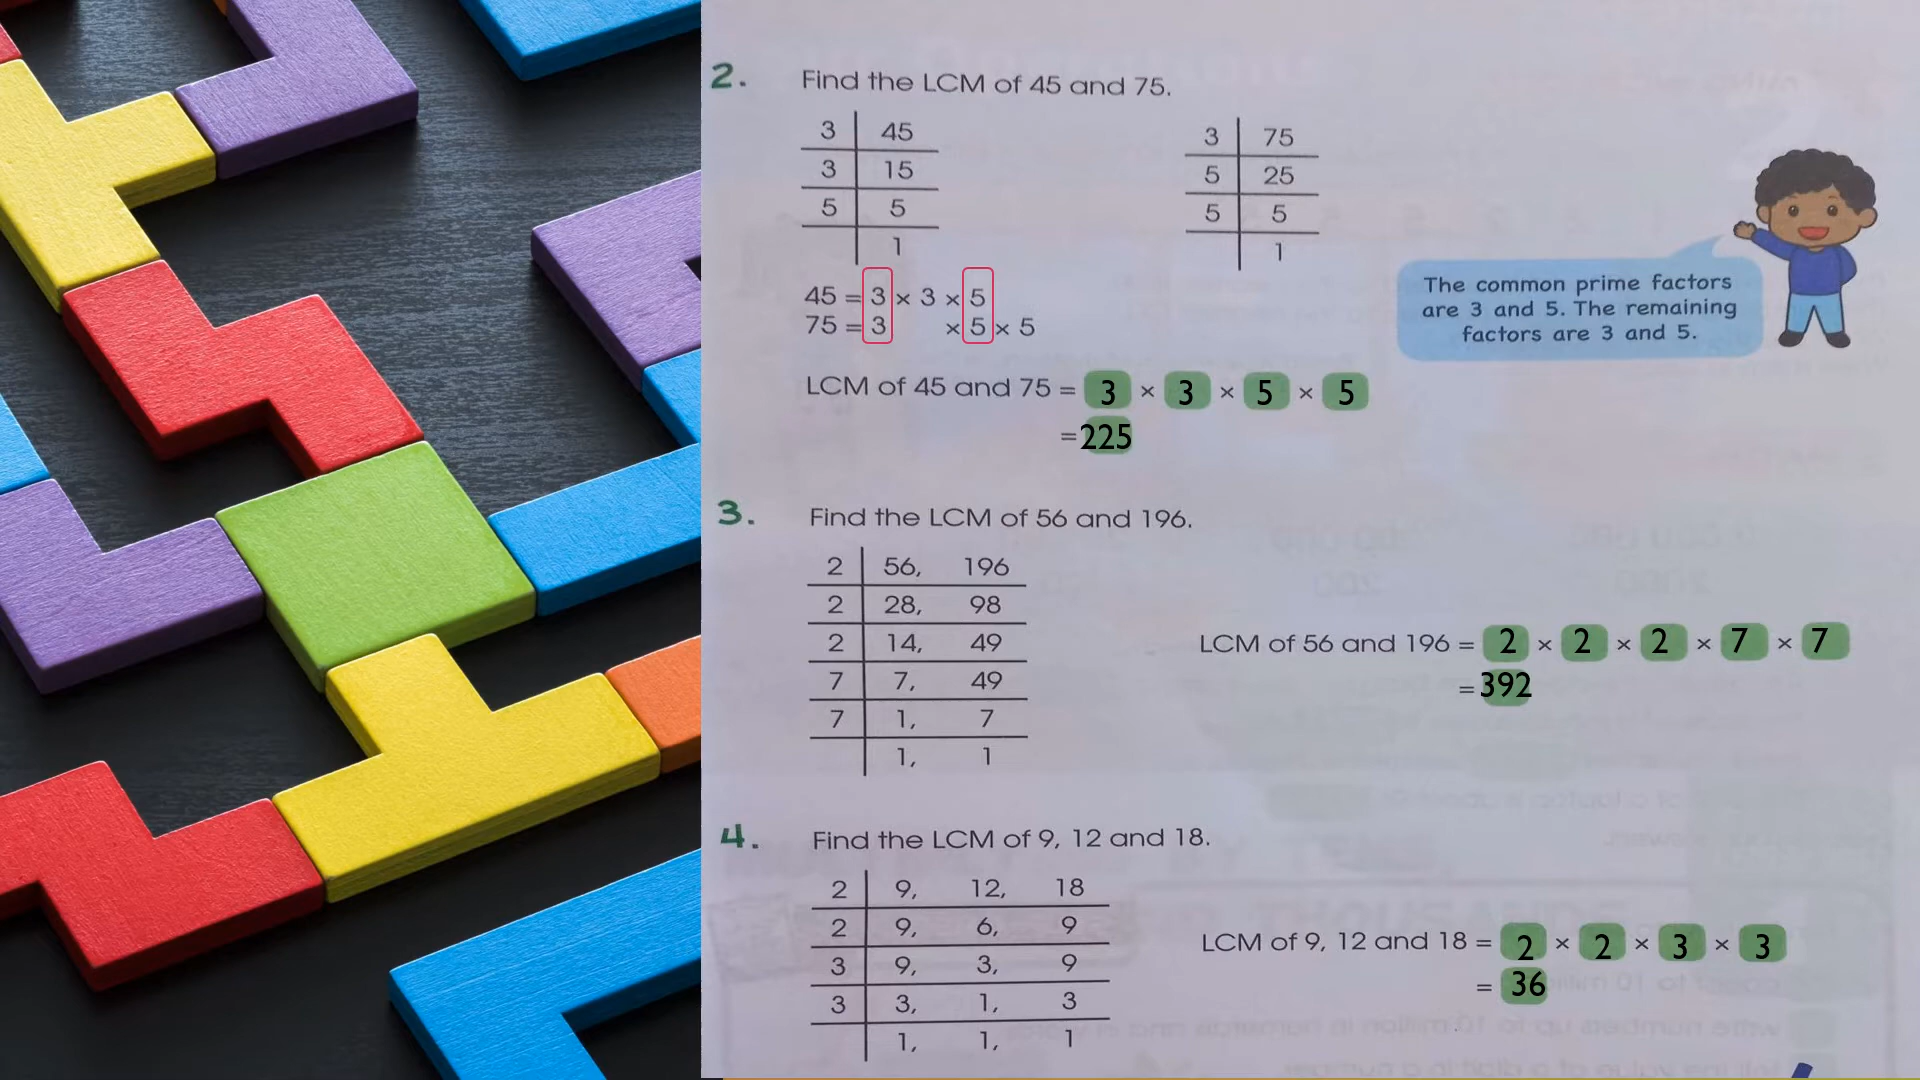 2. Find the LCM of 45 and 75.
3 45
3 15
5 5
1
3 75
5 25
5 5
1
45 = 3 × 3 × 5
75 = 3 × 5 × 5
The common prime factors
are 3 and 5. The remaining
factors are 3 and 5.
LCM of 45 and 75 = 3 × 3 × 5 × 5
= 225
3. Find the LCM of 56 and 196.
2 56, 196
2 28, 98
2 14, 49
7 7, 49
7 1, 7
1, 1
LCM of 56 and 196 = 2 × 2 × 2 × 7 × 7
= 392
4. Find the LCM of 9, 12 and 18.
2 9, 12, 18
2 9, 6, 9
3 9, 3, 9
3 3, 1, 3
1, 1, 1
LCM of 9, 12 and 18 = 2 × 2 × 3 × 3
= 36